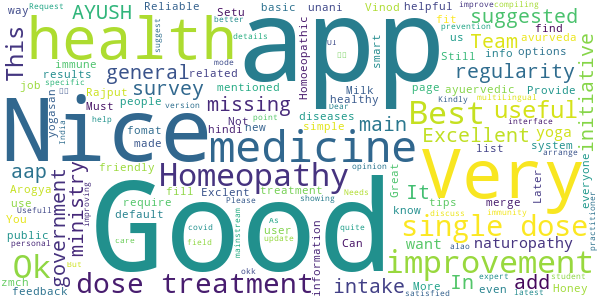 app
Good
Nice
Very
health
medicine
Best
useful
improvement
single dose
Homeopathy
dose treatment
intake
add
Ok
aap
ministry
government
This
AYUSH
general
survey
missing
main
regularity
suggested
Team
Excellent
yoga
initiative
It
In
naturopathy
merge
want
Setu
Reliable
basic
unani
Vinod
helpful
way
fit
find
ayurveda
improve
compiling
Request
suggest
immune
results
related
job
specific
Rajput
people
mentioned
version
yogasan
hindi
Must
Not
new
diseases
fomat
made
simple
India
help
point
Homoeopathic
mode
ui
better
details
smart
Milk
healthy
Dear
us
info
options
prevention
Still
Provide
page
ayuervedic
Kindly
multilingual
interface
system
arrange
list
everyone
Later
tips
know
Great
Can
friendly
Arogya
fill
Exclent
treatment
You
use
require
default
Please
showing
opinion
Needs
discuss
immunity
practitioner
public
personal
improving
Usefull
but
As
user
update
covid
field
care
mainstream
okk
information
quite
More
satisfied
even
alao
expert
latest
student
Honey
zmch
feedback